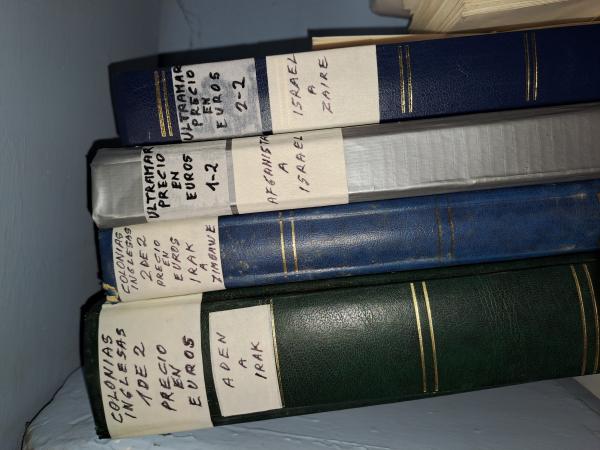 ULTRAMAR
PRECIO
EN
EUROS
2-2
ISRAEL
A
ZAIRE
ULTRAMAR
PRECIO
EN
EUROS
1-2
AFGANISTA
A
ISRAEL
COLONIAS
INGLESAS
2 DE 2
PRECIO
EN
EUROS
IRAK
A
ZIMBAWE
COLONIAS
INGLESAS
1 DE 2
PRECIO
EN
EUROS
ADEN
A
IRAK